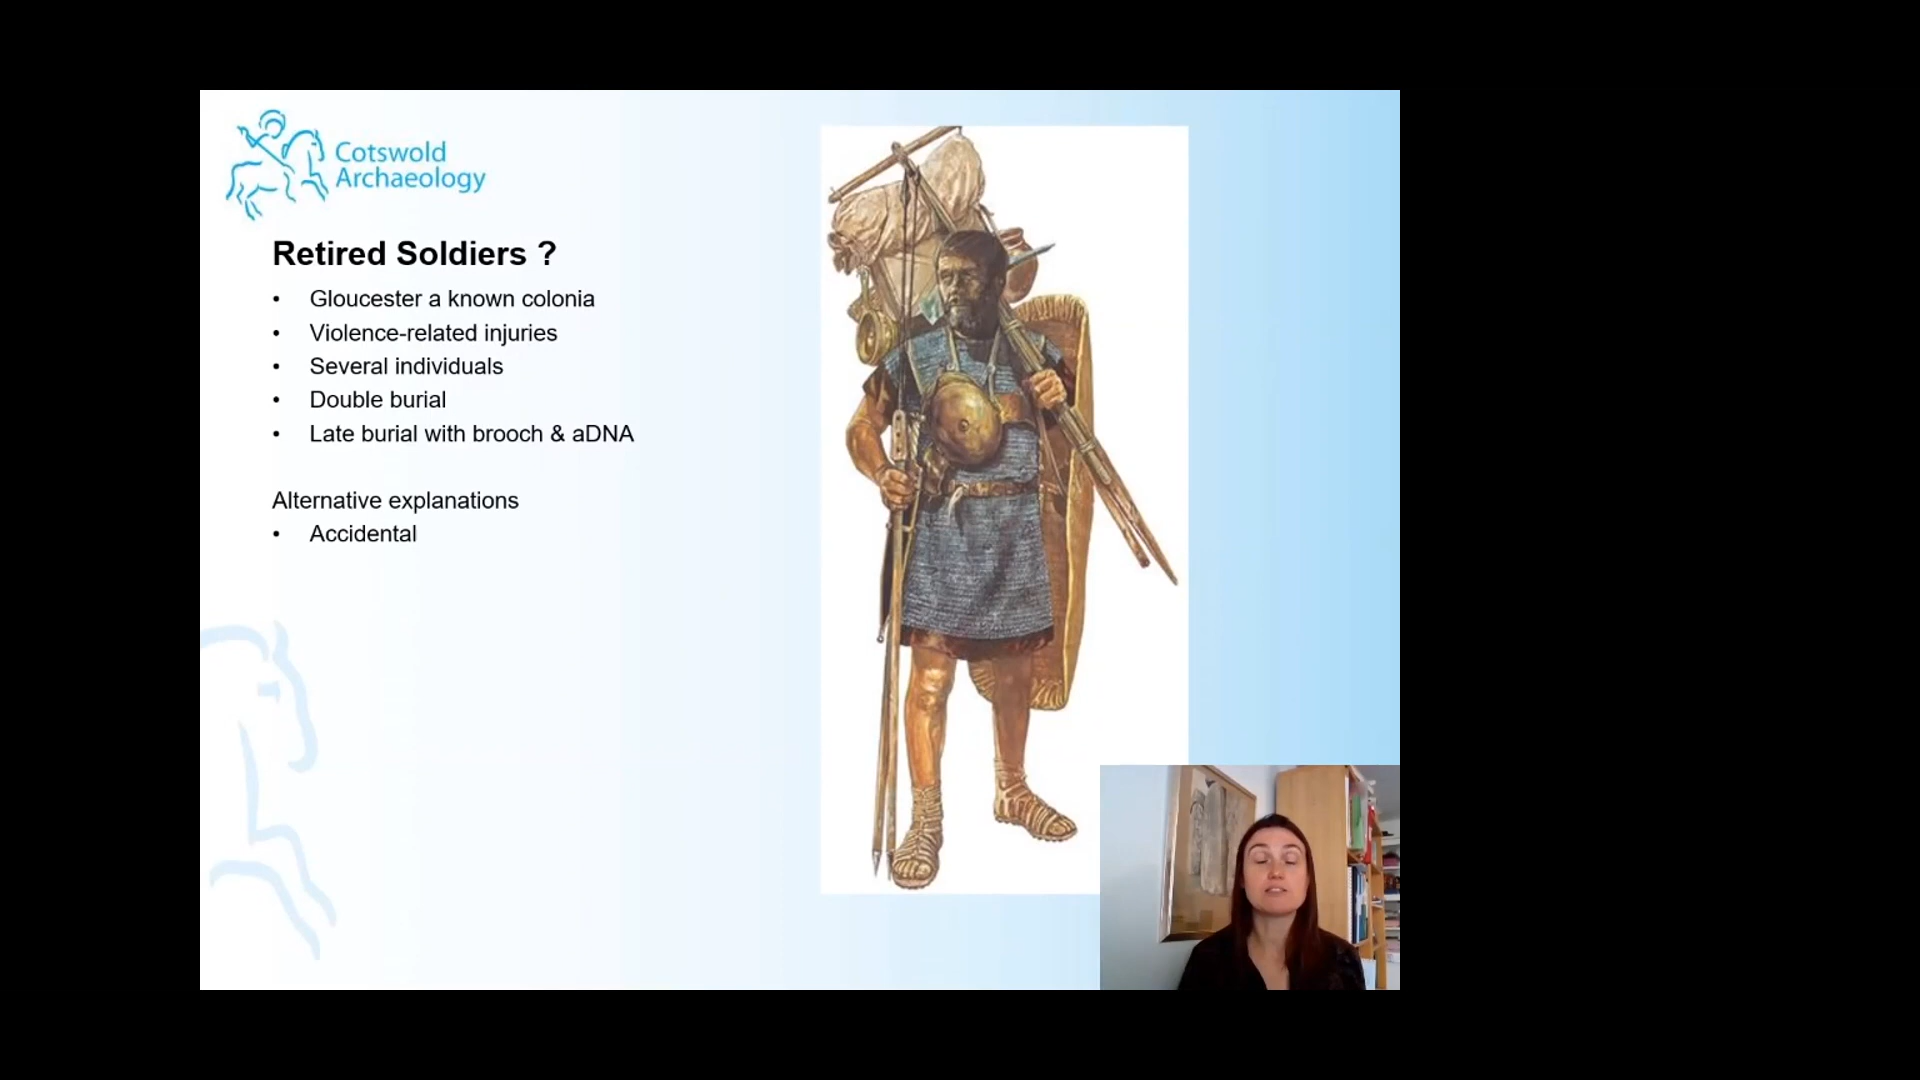 Cotswold
Archaeology
Retired Soldiers ?
• Gloucester a known colonia
• Violence-related injuries
• Several individuals
• Double burial
• Late burial with brooch & aDNA
Alternative explanations
• Accidental